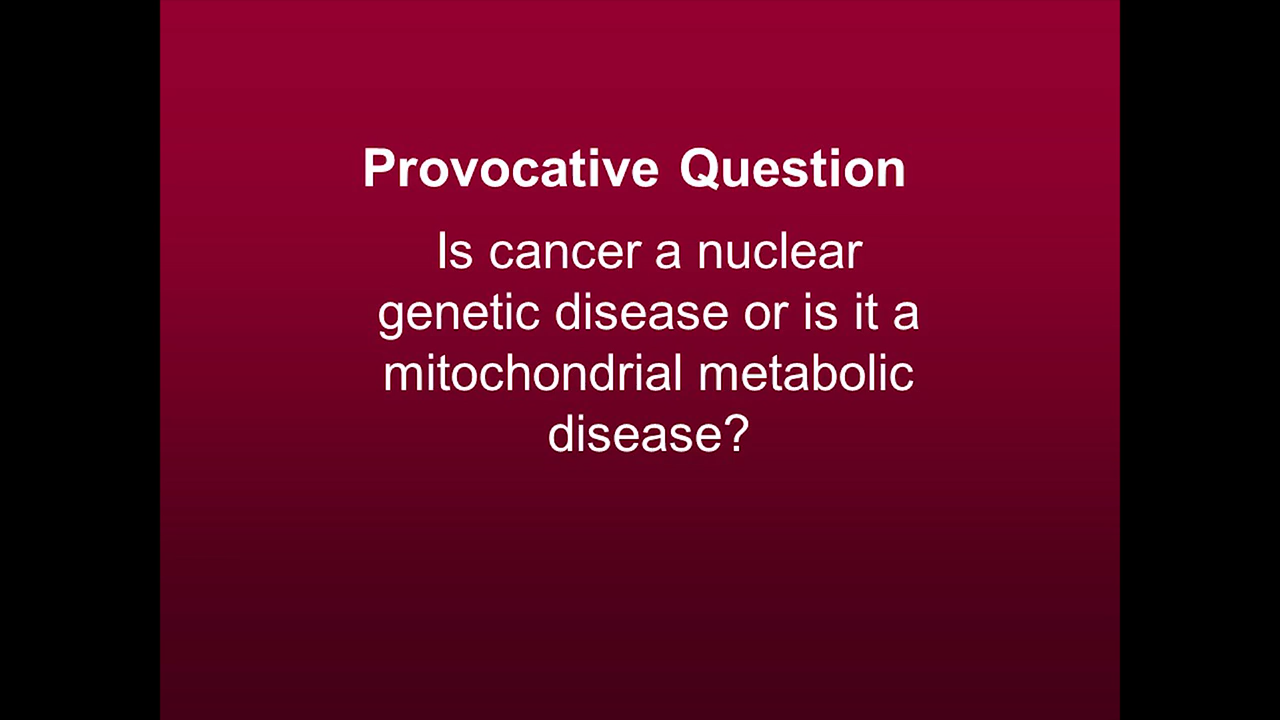 Provocative Question
Is cancer a nuclear
genetic disease or is it a
mitochondrial metabolic
disease?